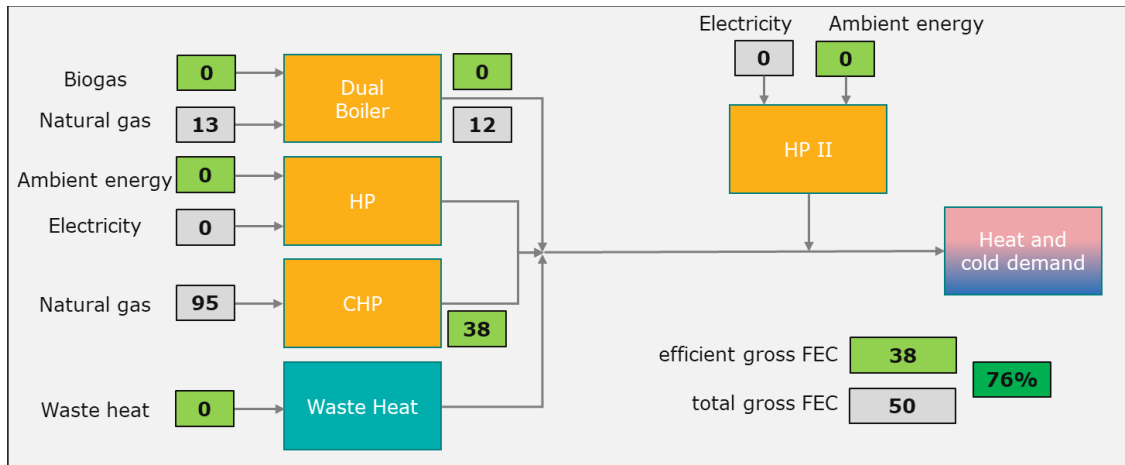 Electricity
Ambient energy
0
0
HP II
Biogas
0
Dual
Boiler
0
Natural gas
13
12
Ambient energy
0
HP
Electricity
0
Natural gas
95
CHP
38
Waste heat
0
Waste Heat
Heat and
cold demand
efficient gross FEC
38
76%
total gross FEC
50